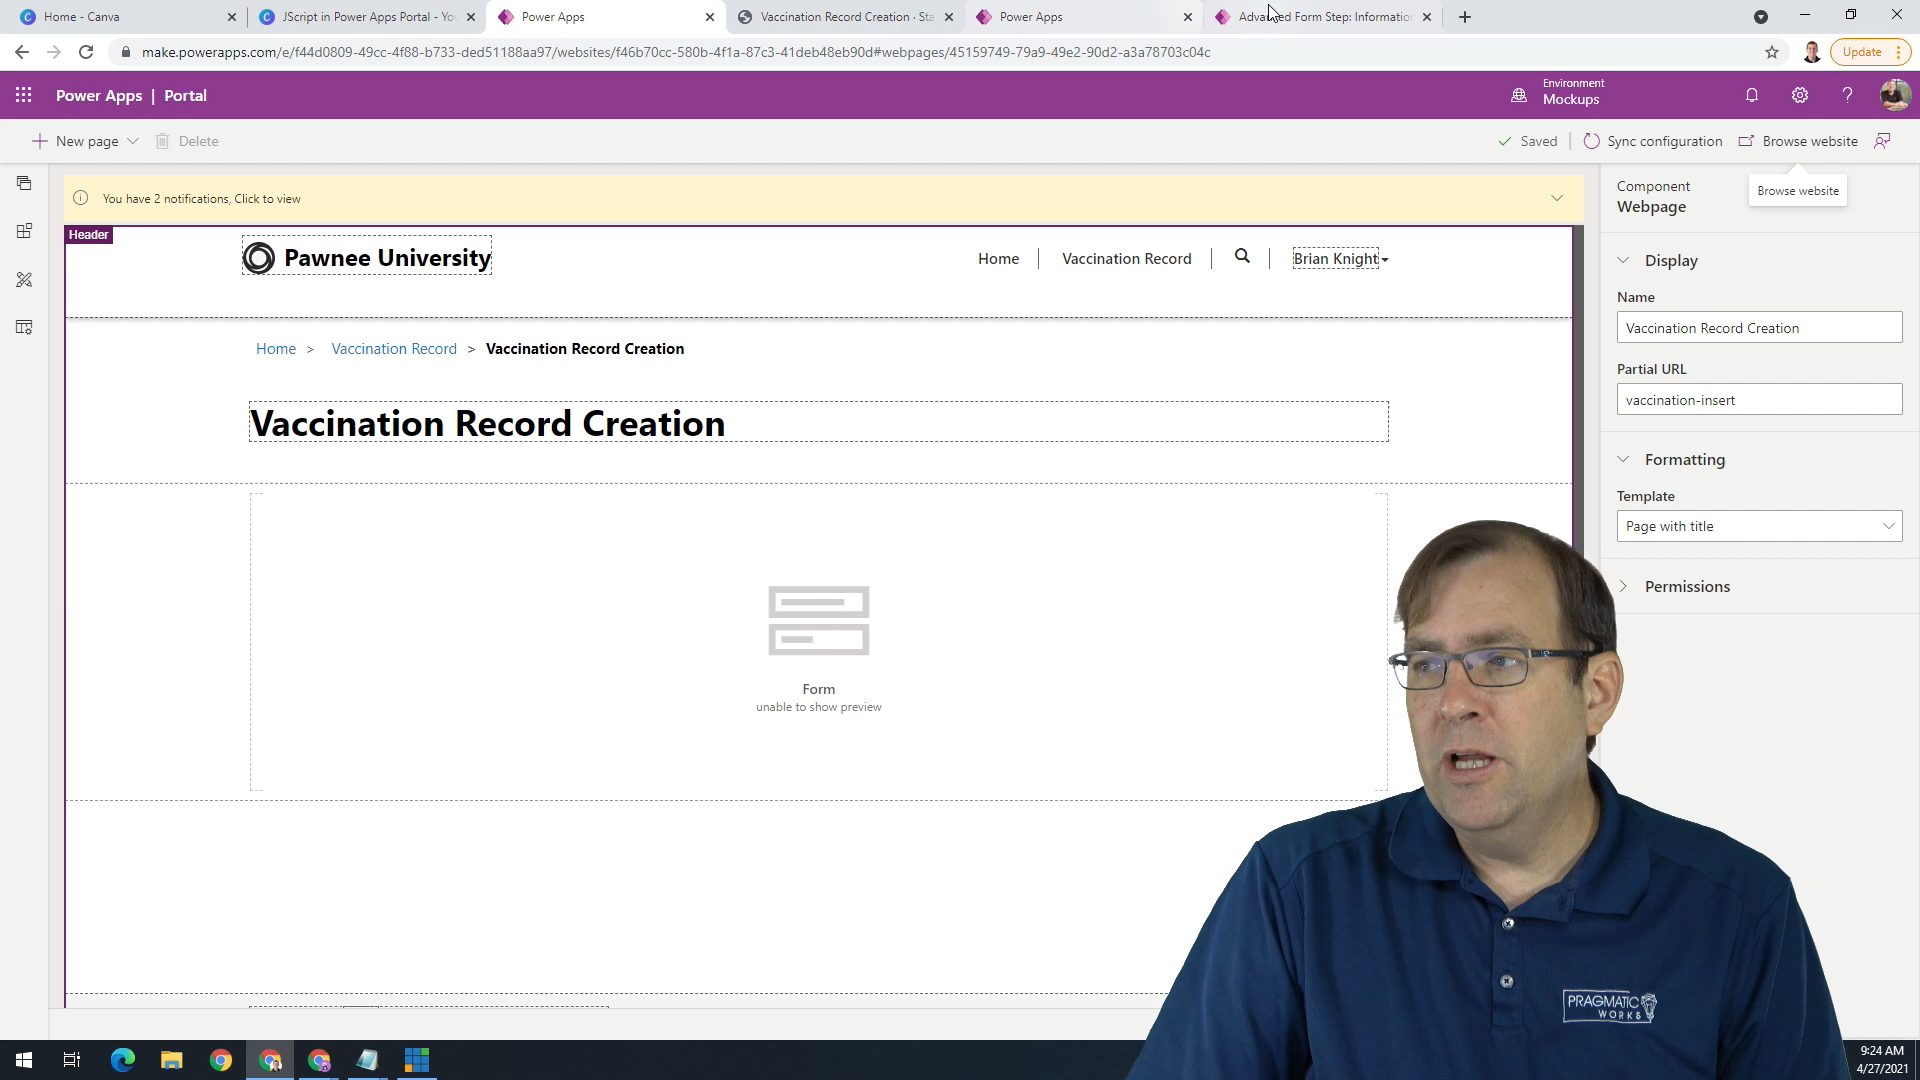 Home - Canva
JScript in Power Apps Portal - You
Power Apps
Vaccination Record Creation · Sta
Power Apps
Advanced Form Step: Informatio
make.powerapps.com/e/f44d0809-49cc-4f88-b733-ded51188aa97/websites/f46b70cc-580b-4f1a-87c3-41deb48eb90d#webpages/45159749-79a9-49e2-90d2-a3a78703c04c
Update
Power Apps | Portal
Environment
Mockups
New page
Delete
Saved
Sync configuration
Browse website
You have 2 notifications, Click to view
Component
Webpage
Browse website
Header
Pawnee University
Home
Vaccination Record
Brian Knight
Display
Name
Vaccination Record Creation
Home > Vaccination Record > Vaccination Record Creation
Partial URL
vaccination-insert
Vaccination Record Creation
Formatting
Template
Page with title
Permissions
Form
unable to show preview
PRAGMATIC
WORKS
9:24 AM
4/27/2021